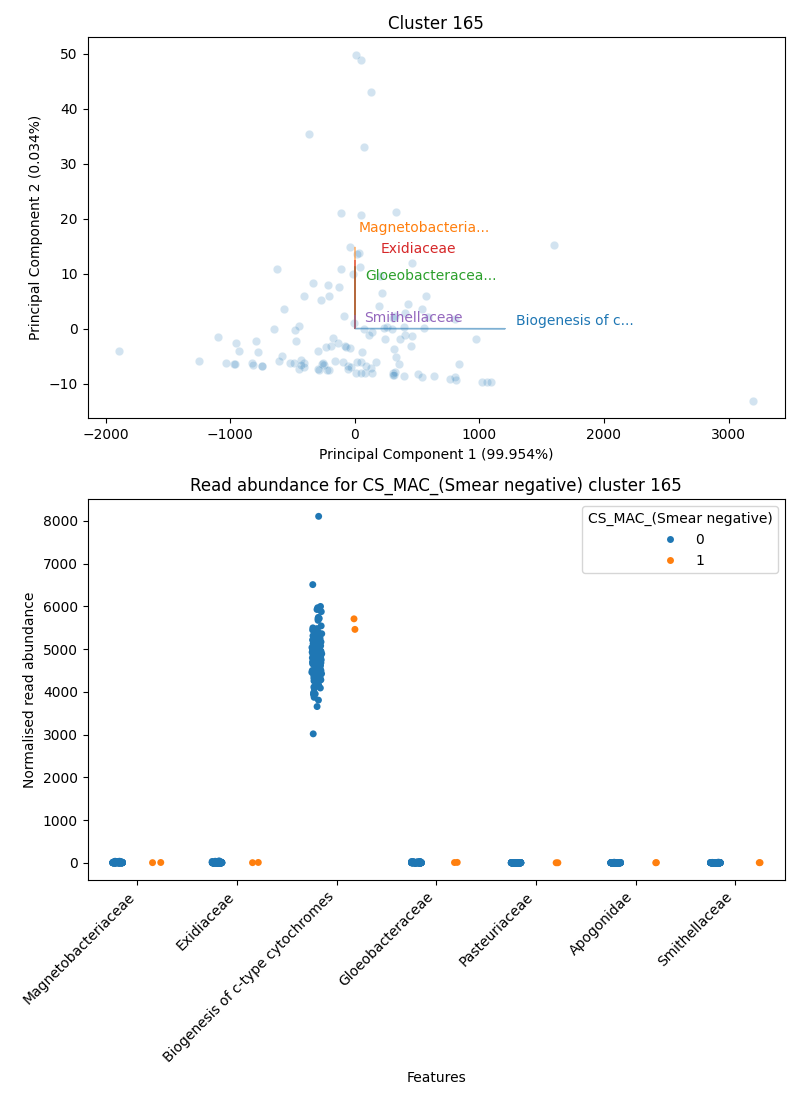 Cluster 165
Principal Component 2 (0.034%)
50
40
30
20
10
0
−10
Magnetobacteria...
Exidiaceae
Gloeobacteracea...
Smithellaceae
Biogenesis of c...
−2000
−1000
0
1000
2000
3000
Principal Component 1 (99.954%)
Read abundance for CS_MAC_(Smear negative) cluster 165
Normalised read abundance
8000
7000
6000
5000
4000
3000
2000
1000
0
CS_MAC_(Smear negative)
0
1
Magnetobacteriaceae
Exidiaceae
Biogenesis of c-type cytochromes
Gloeobacteraceae
Pasteuriaceae
Apogonidae
Smithellaceae
Features